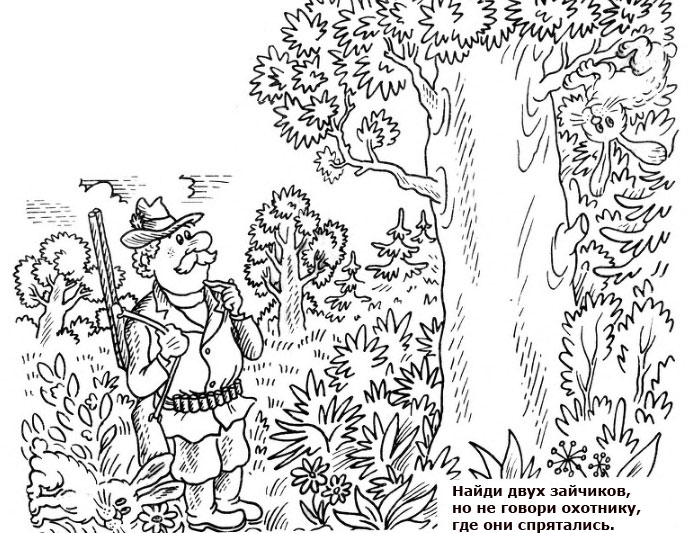 Найди двух зайчиков,
но не говори охотнику,
где они спрятались.